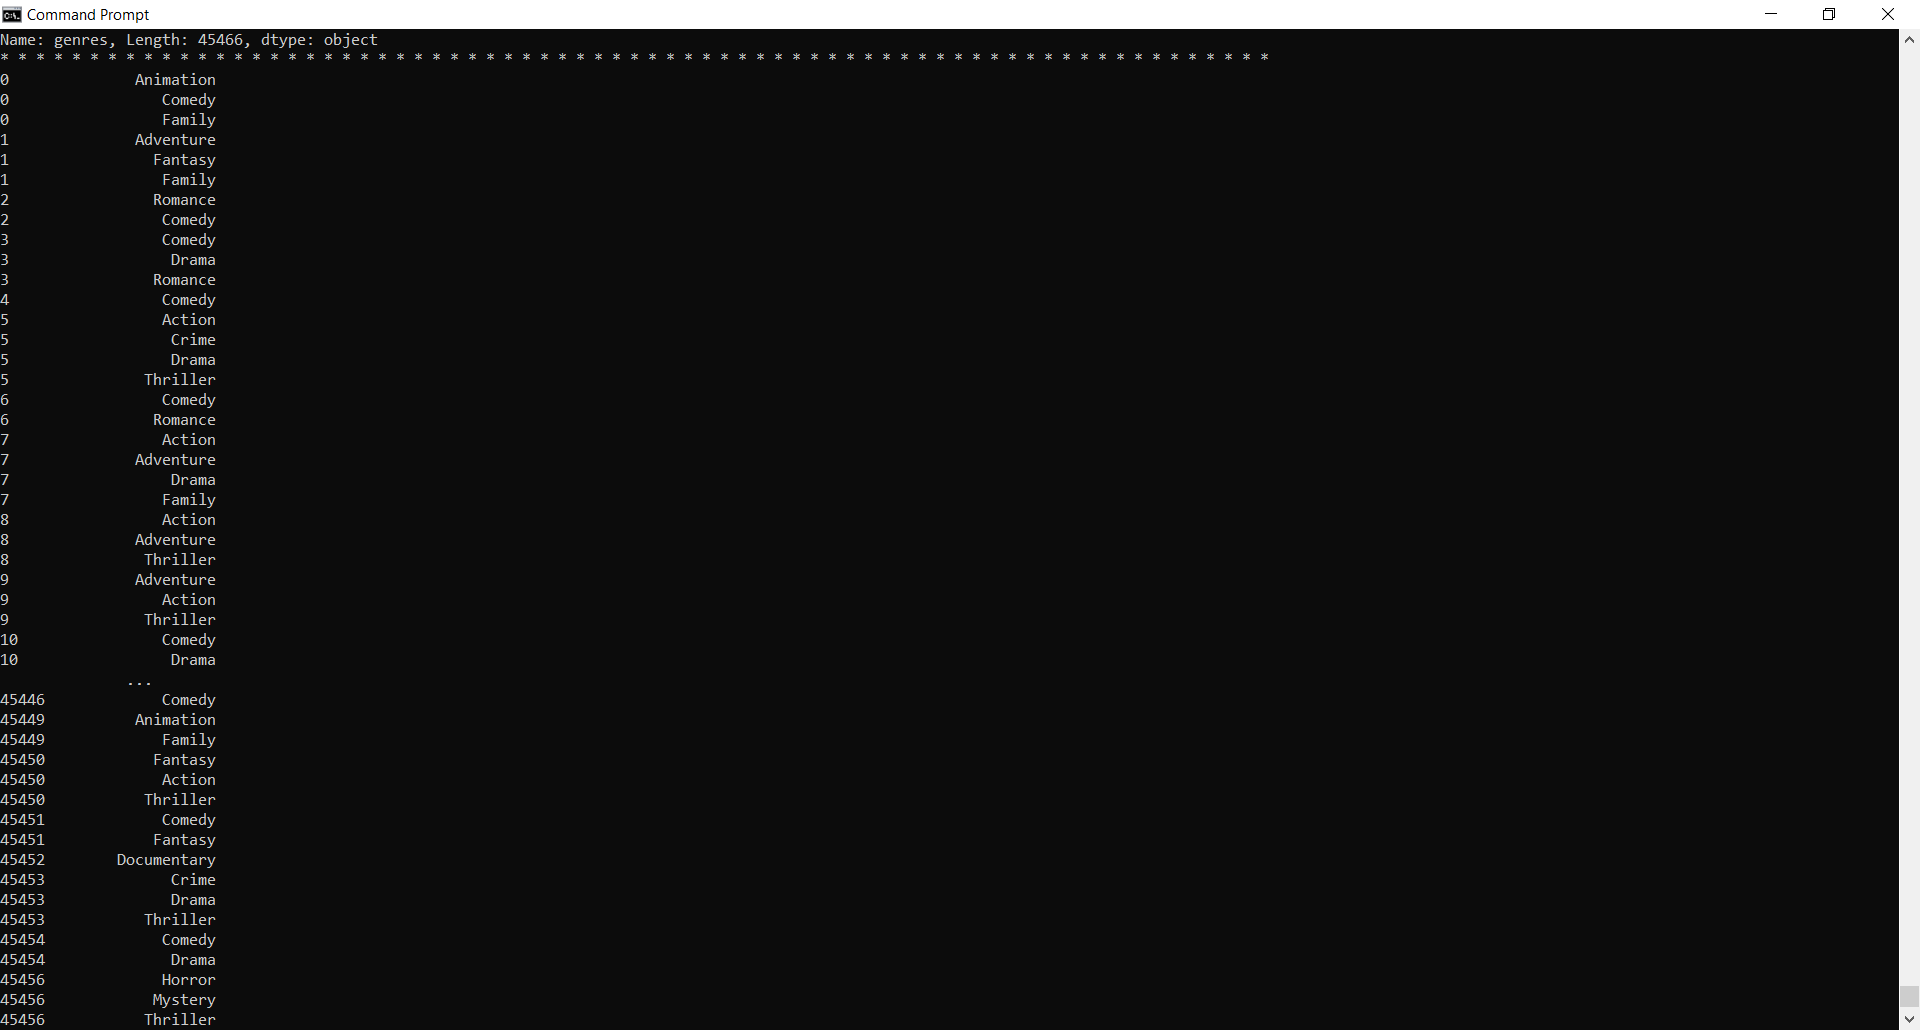 Command Prompt
Name: genres, Length: 45466, dtype: object
* * * * * * * * * * * * * * * * * * * * * * * * * * * * * * * * * * * * * * * * * * * * * * * * * * * * * * * * * * * * * * * * * * * * * * *
0 Animation
0 Comedy
0 Family
1 Adventure
1 Fantasy
1 Family
2 Romance
2 Comedy
3 Comedy
3 Drama
3 Romance
4 Comedy
5 Action
5 Crime
5 Drama
5 Thriller
6 Comedy
6 Romance
7 Action
7 Adventure
7 Drama
7 Family
8 Action
8 Adventure
8 Thriller
9 Adventure
9 Action
9 Thriller
10 Comedy
10 Drama
...
45446 Comedy
45449 Animation
45449 Family
45450 Fantasy
45450 Action
45450 Thriller
45451 Comedy
45451 Fantasy
45452 Documentary
45453 Crime
45453 Drama
45453 Thriller
45454 Comedy
45454 Drama
45456 Horror
45456 Mystery
45456 Thriller